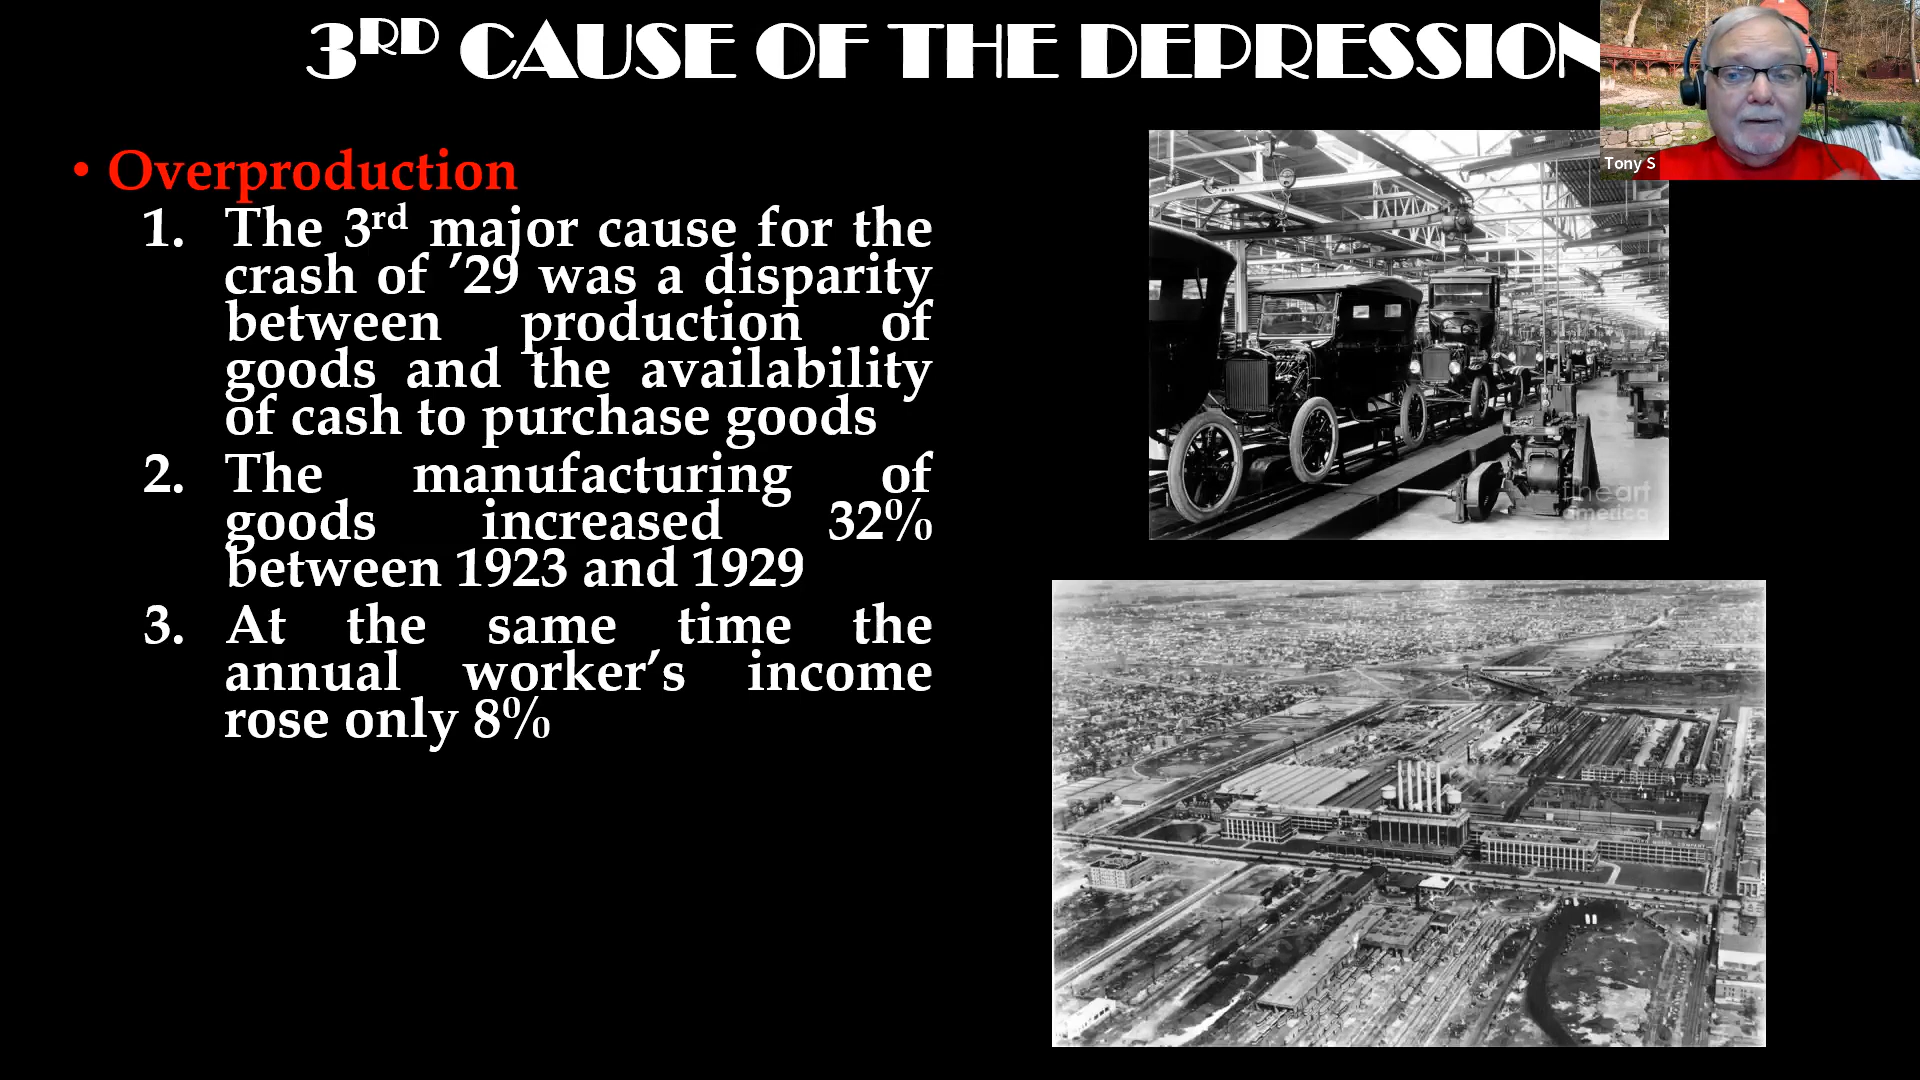 3RD CAUSE OF THE DEPRESSION
Tony S
• Overproduction
1. The 3rd major cause for the
crash of ’29 was a disparity
between production of
goods and the availability
of cash to purchase goods
2. The manufacturing of
goods increased 32%
between 1923 and 1929
3. At the same time the
annual worker’s income
rose only 8%
fineart
america